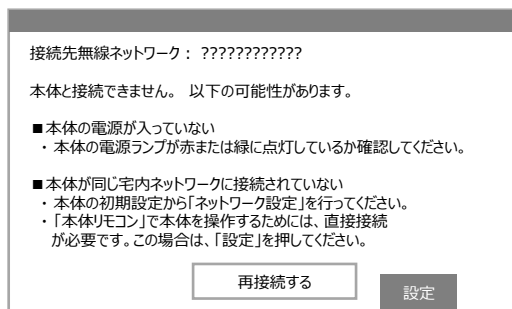 接続先無線ネットワーク： ????????????
本体と接続できません。 以下の可能性があります。
■本体の電源が入っていない
・本体の電源ランプが赤または緑に点灯しているか確認してください。
■本体が同じ宅内ネットワークに接続されていない
・本体の初期設定から「ネットワーク設定」を行ってください。
・「本体リモコン」で本体を操作するためには、直接接続
が必要です。この場合は、「設定」を押してください。
再接続する
設定